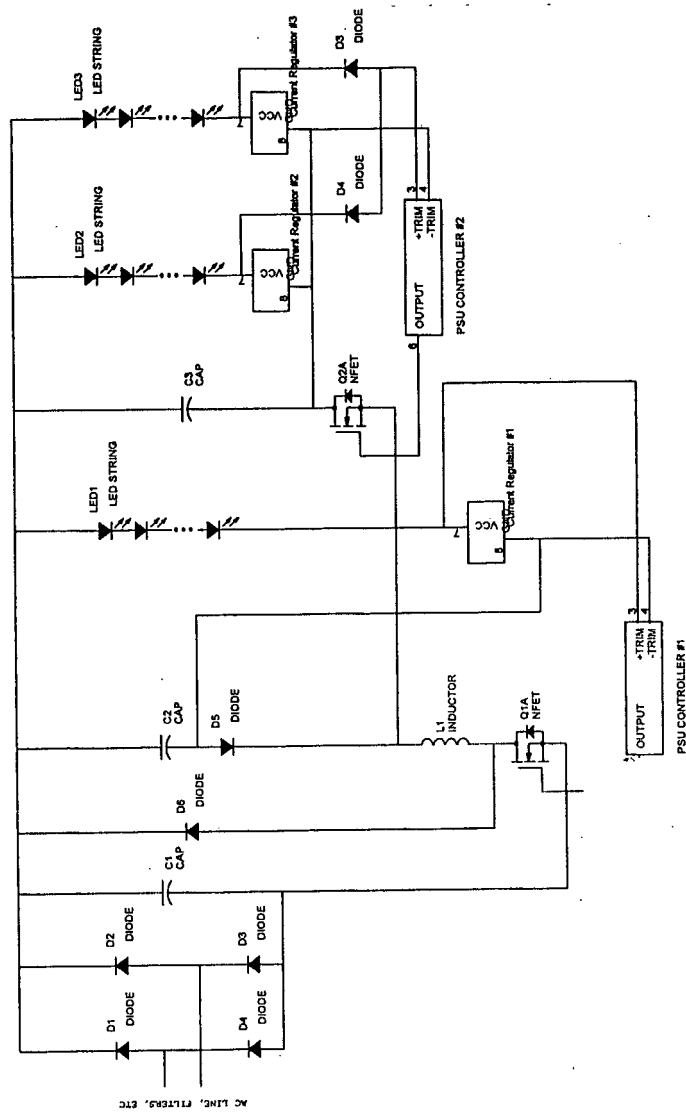 LED3
LED STRING
7
VCC
8
GND
Current Regulator #3
D3
DIODE
LED2
LED STRING
7
VCC
8
GND
Current Regulator #2
D4
DIODE
3
4
+TRIM
-TRIM
OUTPUT
6
PSU CONTROLLER #2
C3
CAP
Q2A
NFET
LED1
LED STRING
7
VCC
8
Current Regulator #1
3
4
+TRIM
-TRIM
OUTPUT
PSU CONTROLLER #1
C2
CAP
D5
DIODE
L1
INDUCTOR
Q1A
NFET
D6
DIODE
C1
CAP
D2
DIODE
D3
DIODE
D1
DIODE
D4
DIODE
AC LINE, FILTERS, ETC